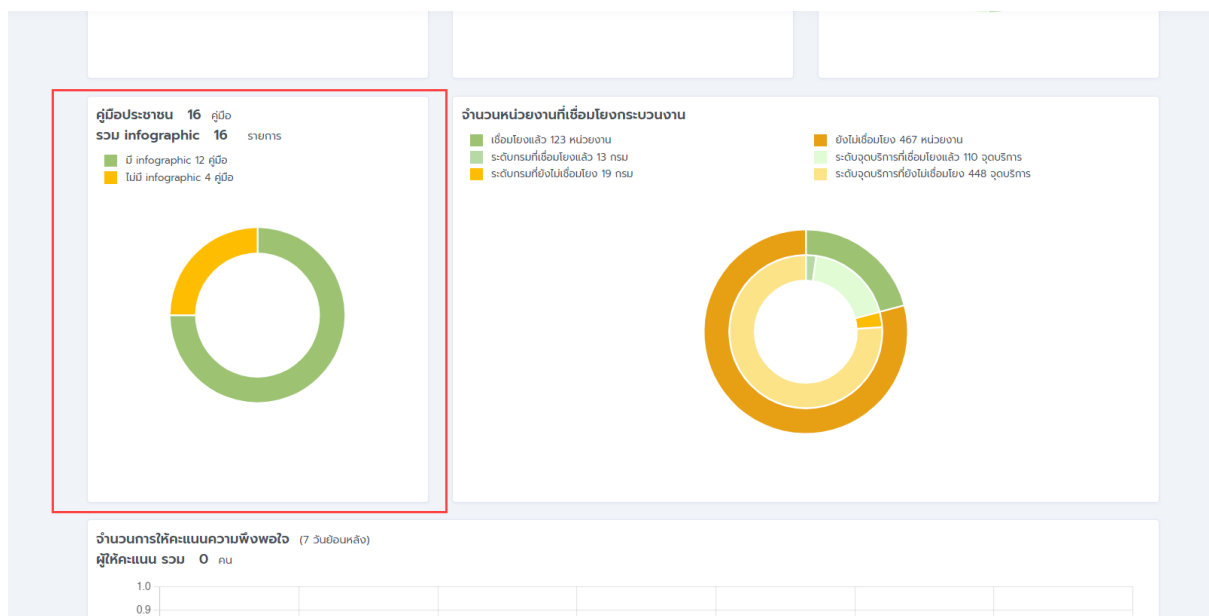 คู่มือประชาชน 16 คู่มือ
รวม infographic 16 รายการ
มี infographic 12 คู่มือ
ไม่มี infographic 4 คู่มือ
จำนวนหน่วยงานที่เชื่อมโยงกระบวนงาน
เชื่อมโยงแล้ว 123 หน่วยงาน
ระดับกรมที่เชื่อมโยงแล้ว 13 กรม
ระดับกรมที่ยังไม่เชื่อมโยง 19 กรม
ยังไม่เชื่อมโยง 467 หน่วยงาน
ระดับจุดบริการที่เชื่อมโยงแล้ว 110 จุดบริการ
ระดับจุดบริการที่ยังไม่เชื่อมโยง 448 จุดบริการ
จำนวนการให้คะแนนความพึงพอใจ (7 วันย้อนหลัง)
ผู้ให้คะแนน รวม 0 คน
1.0
0.9